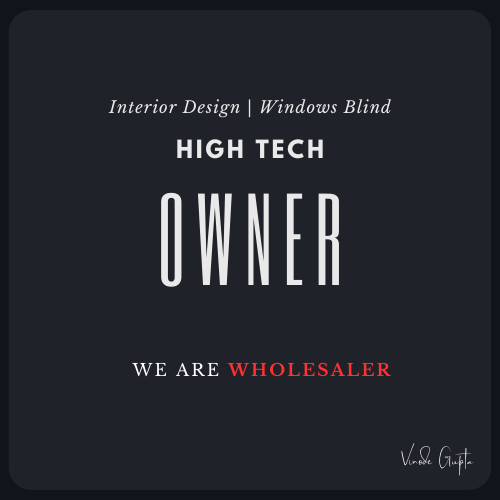 Interior Design | Windows Blind
HIGH TECH
OWNER
WE ARE WHOLESALER
Vinode Gupta